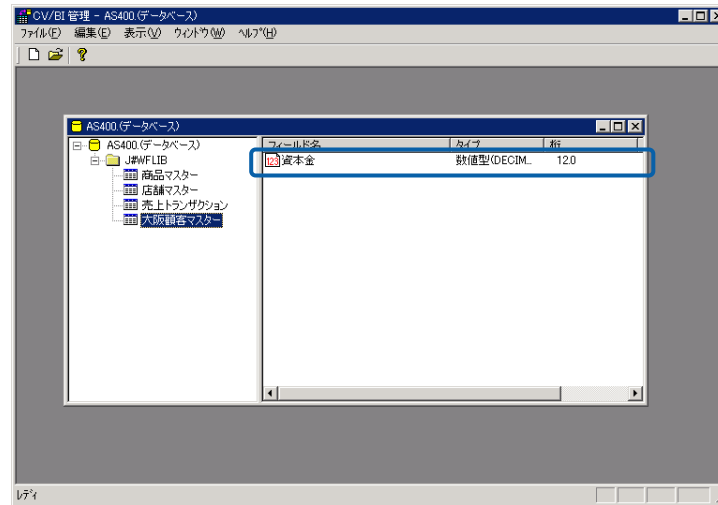 CV/BI 管理 - AS400.(データベース)
ファイル(F) 編集(E) 表示(V) ウィンドウ(W) ヘルプ(H)
AS400.(データベース)
AS400.(データベース)
J#WFLIB
商品マスター
店舗マスター
売上トランザクション
大阪顧客マスター
フィールド名 タイプ 桁
資本金 数値型(DECIM... 12.0
レディ